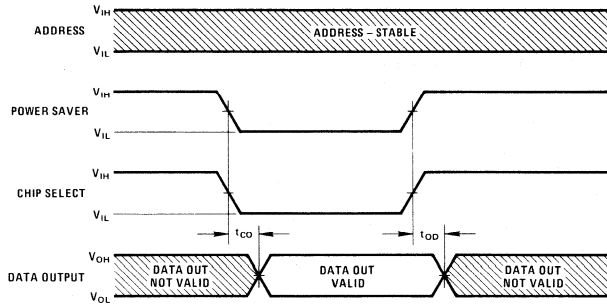 VIH
ADDRESS
ADDRESS – STABLE
VIL
VIH
POWER SAVER
VIL
VIH
CHIP SELECT
VIL
tCO
tOD
VOH
DATA OUTPUT
DATA OUT
NOT VALID
DATA OUT
VALID
DATA OUT
NOT VALID
VOL